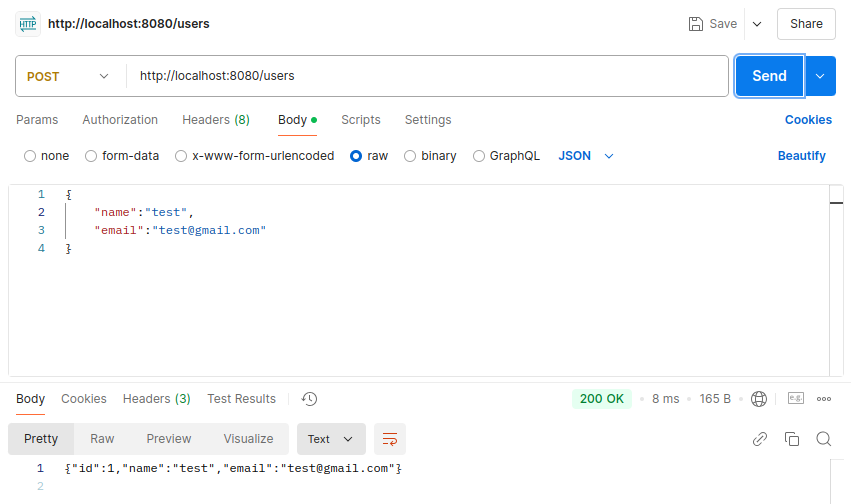 HTTP http://localhost:8080/users Save Share
POST http://localhost:8080/users Send
Params Authorization Headers (8) Body Scripts Settings Cookies
none form-data x-www-form-urlencoded raw binary GraphQL JSON Beautify
1 {
2 "name":"test",
3 "email":"test@gmail.com"
4 }
Body Cookies Headers (3) Test Results 200 OK 8 ms 165 B e.g.
Pretty Raw Preview Visualize Text
1 {"id":1,"name":"test","email":"test@gmail.com"}
2